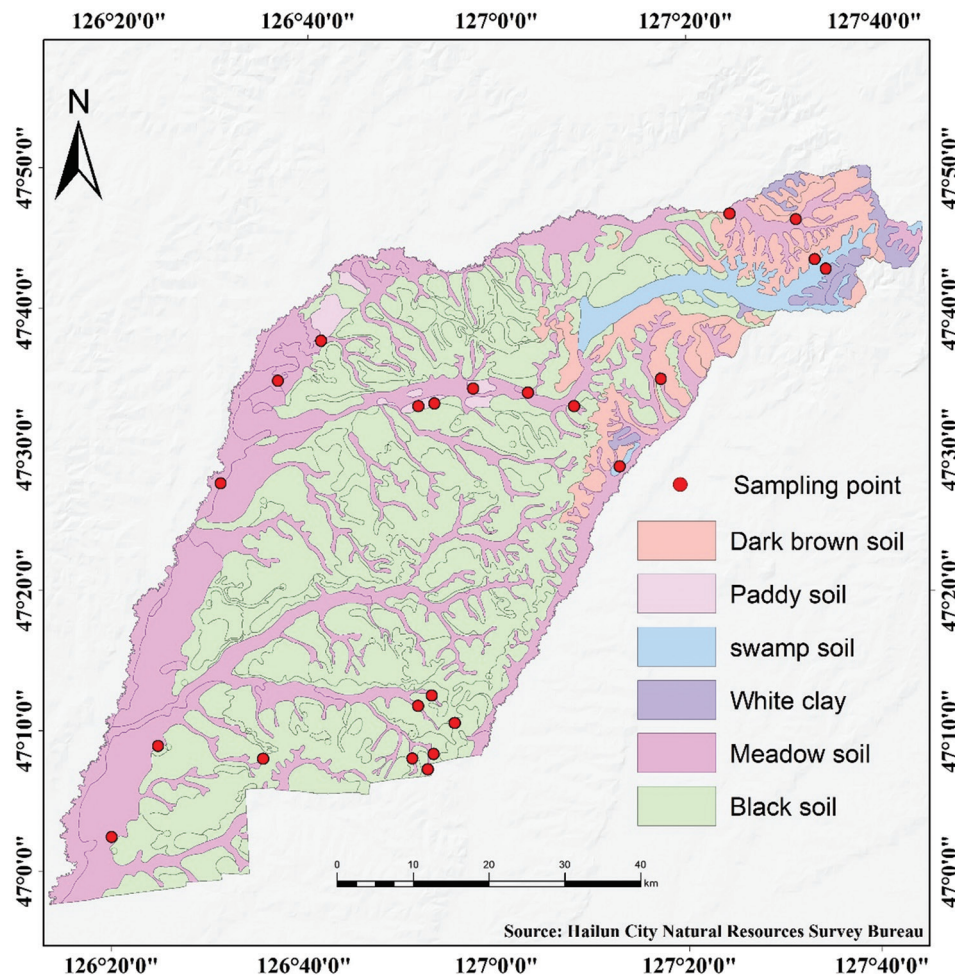 126°20'0" 126°40'0" 127°0'0" 127°20'0" 127°40'0"
N
47°50'0" 47°50'0"
47°40'0" 47°40'0"
47°30'0" 47°30'0"
Sampling point
Dark brown soil
47°20'0" 47°20'0"
Paddy soil
swamp soil
White clay
47°10'0" 47°10'0"
Meadow soil
Black soil
47°0'0" 47°0'0"
0 10 20 30 40
km
Source: Hailun City Natural Resources Survey Bureau
126°20'0" 126°40'0" 127°0'0" 127°20'0" 127°40'0"